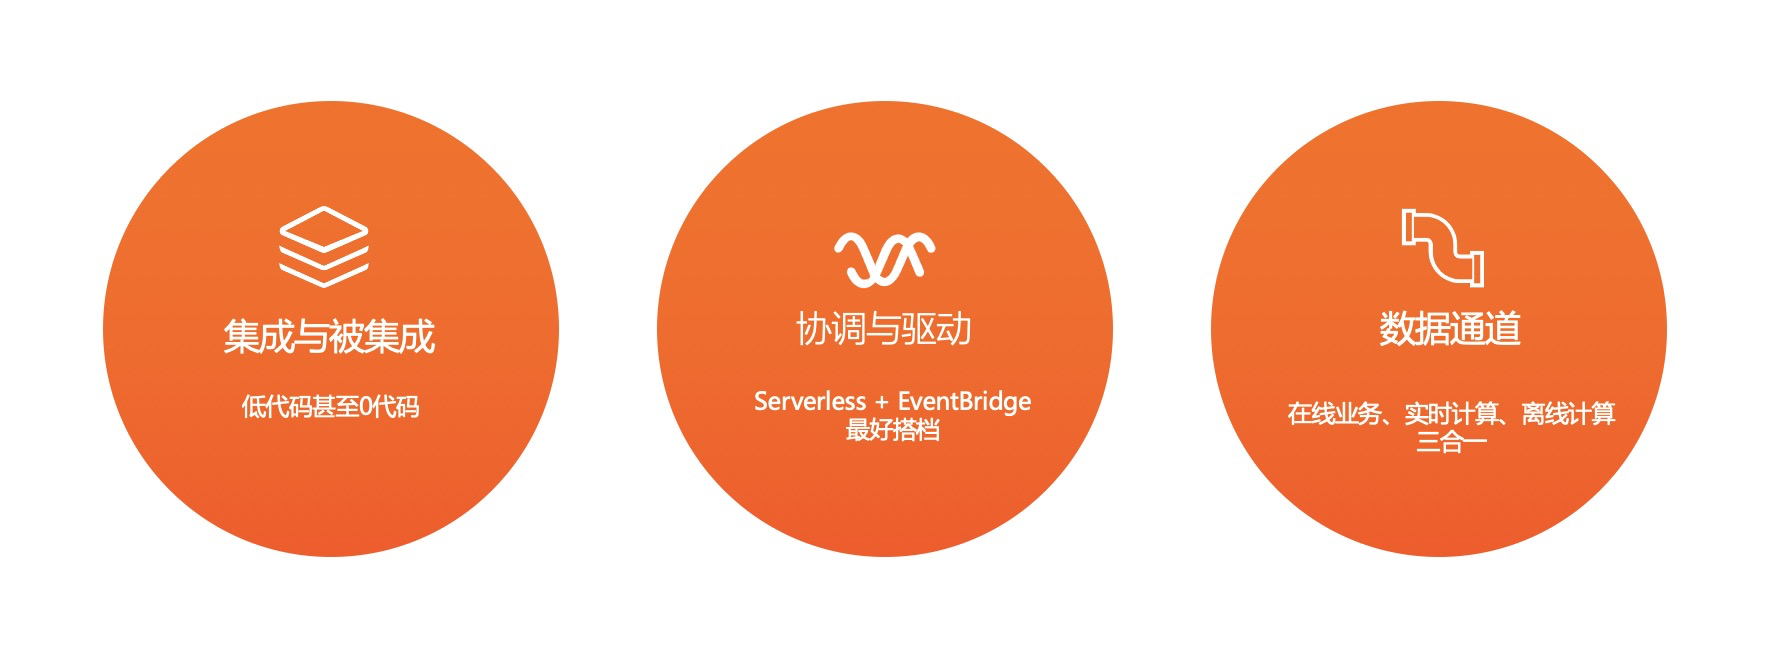 集成与被集成
低代码甚至0代码
协调与驱动
Serverless + EventBridge
最好搭档
数据通道
在线业务、实时计算、离线计算
三合一